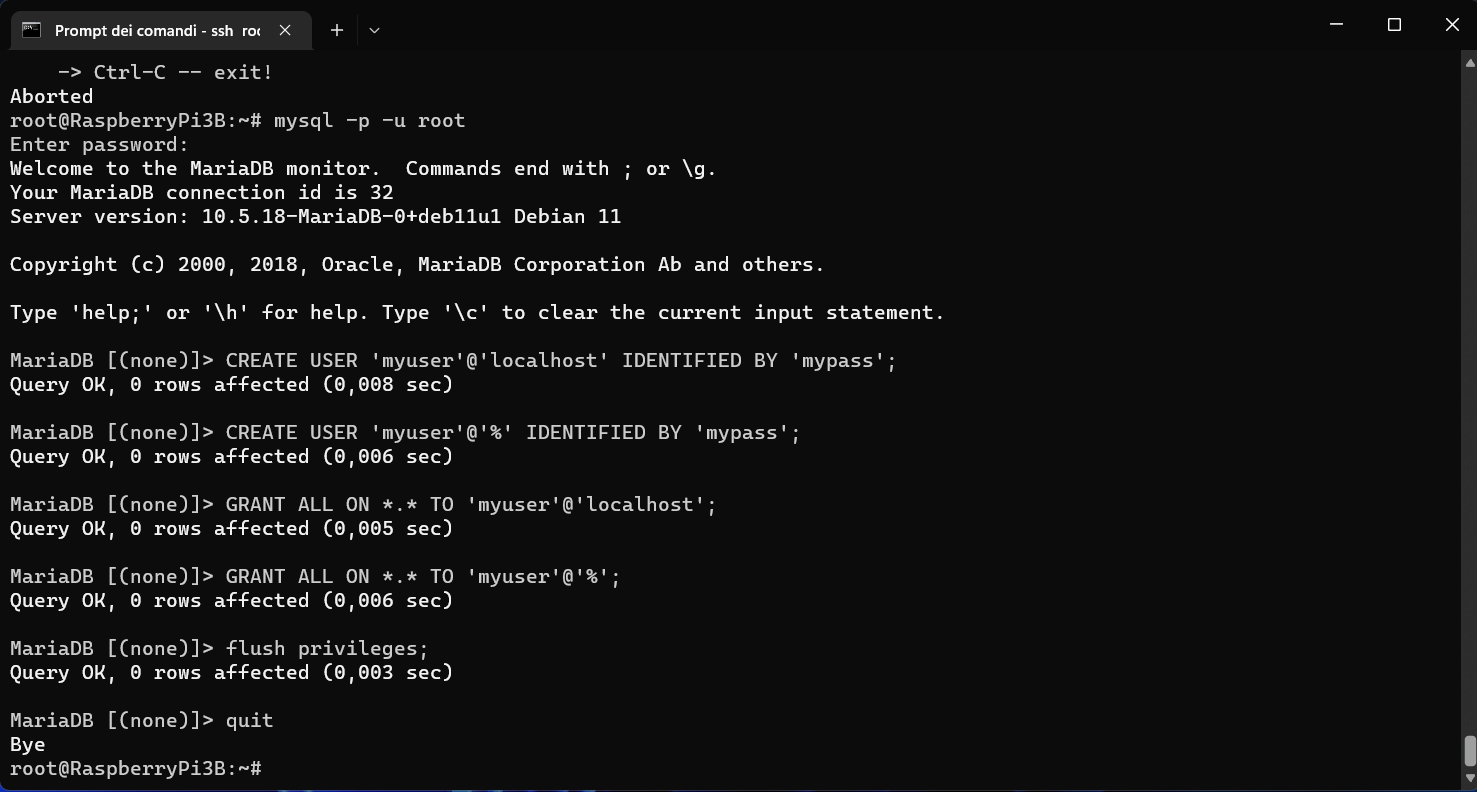 Prompt dei comandi - ssh roo
-> Ctrl-C -- exit!
Aborted
root@RaspberryPi3B:~# mysql -p -u root
Enter password:
Welcome to the MariaDB monitor.  Commands end with ; or \g.
Your MariaDB connection id is 32
Server version: 10.5.18-MariaDB-0+deb11u1 Debian 11
Copyright (c) 2000, 2018, Oracle, MariaDB Corporation Ab and others.
Type 'help;' or '\h' for help. Type '\c' to clear the current input statement.
MariaDB [(none)]> CREATE USER 'myuser'@'localhost' IDENTIFIED BY 'mypass';
Query OK, 0 rows affected (0,008 sec)
MariaDB [(none)]> CREATE USER 'myuser'@'%' IDENTIFIED BY 'mypass';
Query OK, 0 rows affected (0,006 sec)
MariaDB [(none)]> GRANT ALL ON *.* TO 'myuser'@'localhost';
Query OK, 0 rows affected (0,005 sec)
MariaDB [(none)]> GRANT ALL ON *.* TO 'myuser'@'%';
Query OK, 0 rows affected (0,006 sec)
MariaDB [(none)]> flush privileges;
Query OK, 0 rows affected (0,003 sec)
MariaDB [(none)]> quit
Bye
root@RaspberryPi3B:~#